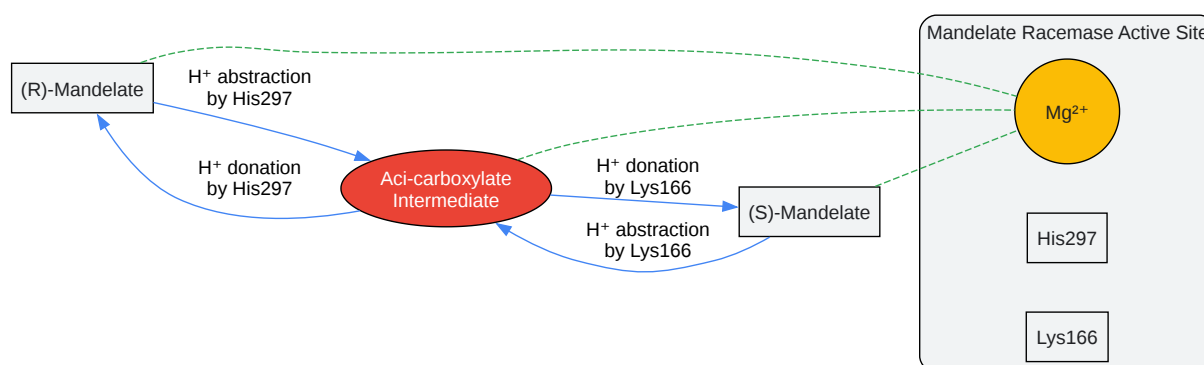 Mandelate Racemase Active Site
(R)-Mandelate
H⁺ abstraction
by His297
Mg²⁺
H⁺ donation
by His297
Aci-carboxylate
Intermediate
H⁺ donation
by Lys166
(S)-Mandelate
H⁺ abstraction
by Lys166
His297
Lys166